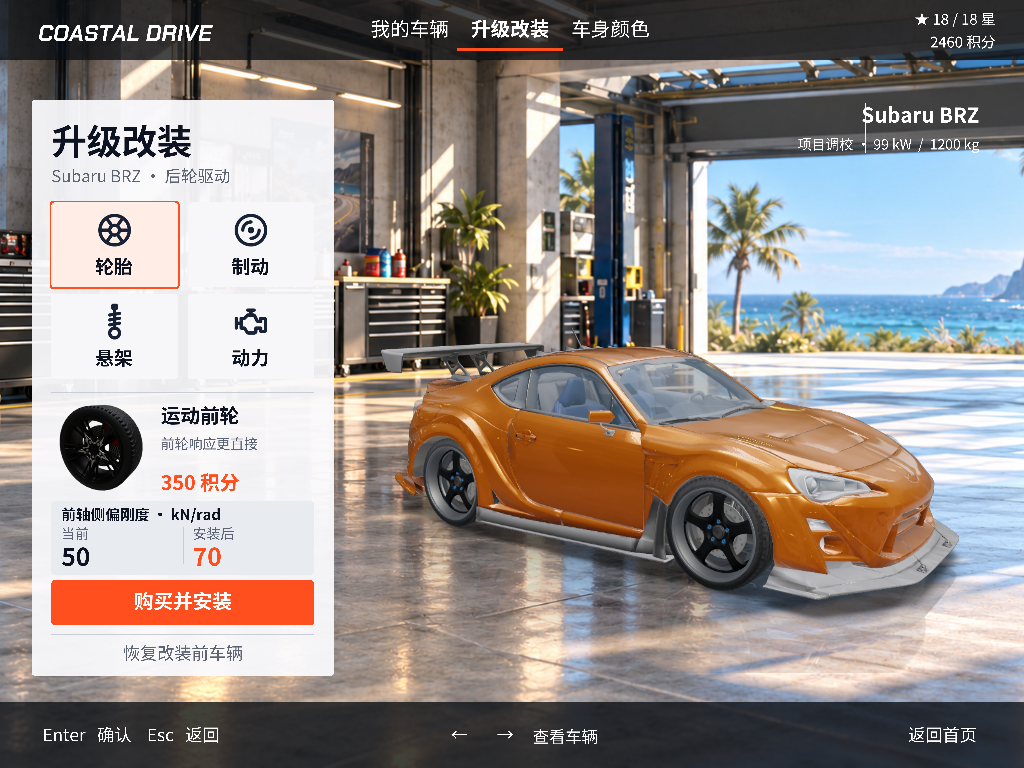 COASTAL DRIVE
我的车辆 升级改装 车身颜色
★ 18 / 18 星
2460 积分
Subaru BRZ
项目调校 · 99 kW / 1200 kg
升级改装
Subaru BRZ · 后轮驱动
轮胎 制动
悬架 动力
运动前轮
前轮响应更直接
350 积分
前轴侧偏刚度 · kN/rad
当前 安装后
50 70
购买并安装
恢复改装前车辆
Enter 确认 Esc 返回
← → 查看车辆
返回首页